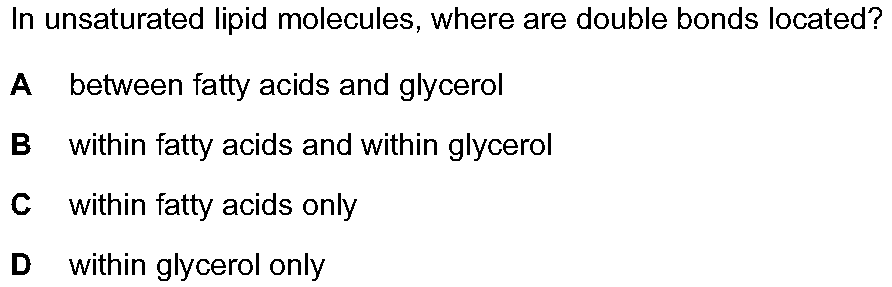 In unsaturated lipid molecules, where are double bonds located?
A between fatty acids and glycerol
B within fatty acids and within glycerol
C within fatty acids only
D within glycerol only